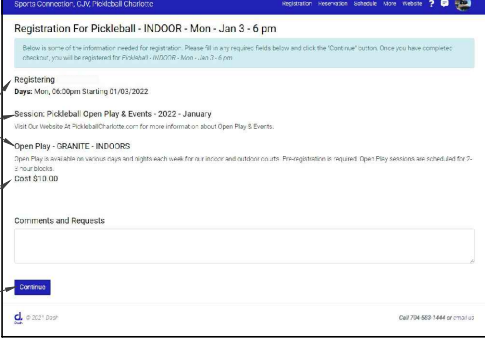 Sports Connection, CJV, Pickleball Charlotte
Registration Reservation Schedule More Website ?
Registration For Pickleball - INDOOR - Mon - Jan 3 - 6 pm
Below is some of the information needed for registration. Please fill in any required fields below and click the "Continue" button. Once you have completed
checkout, you will be registered for Pickleball - INDOOR - Mon - Jan 3 - 6 pm
Registering
Days: Mon, 06:00pm Starting 01/03/2022
Session: Pickleball Open Play & Events - 2022 - January
Visit Our Website At PickleballCharlotte.com for more information about Open Play & Events.
Open Play - GRANITE - INDOORS
Open Play is available on various days and nights each week for our indoor and outdoor courts. Pre-registration is required. Open Play sessions are scheduled for 2-
hour blocks.
Cost $10.00
Comments and Requests
Continue
d.
Dash
© 2021 Dash
Call 704-583-1444 or email us